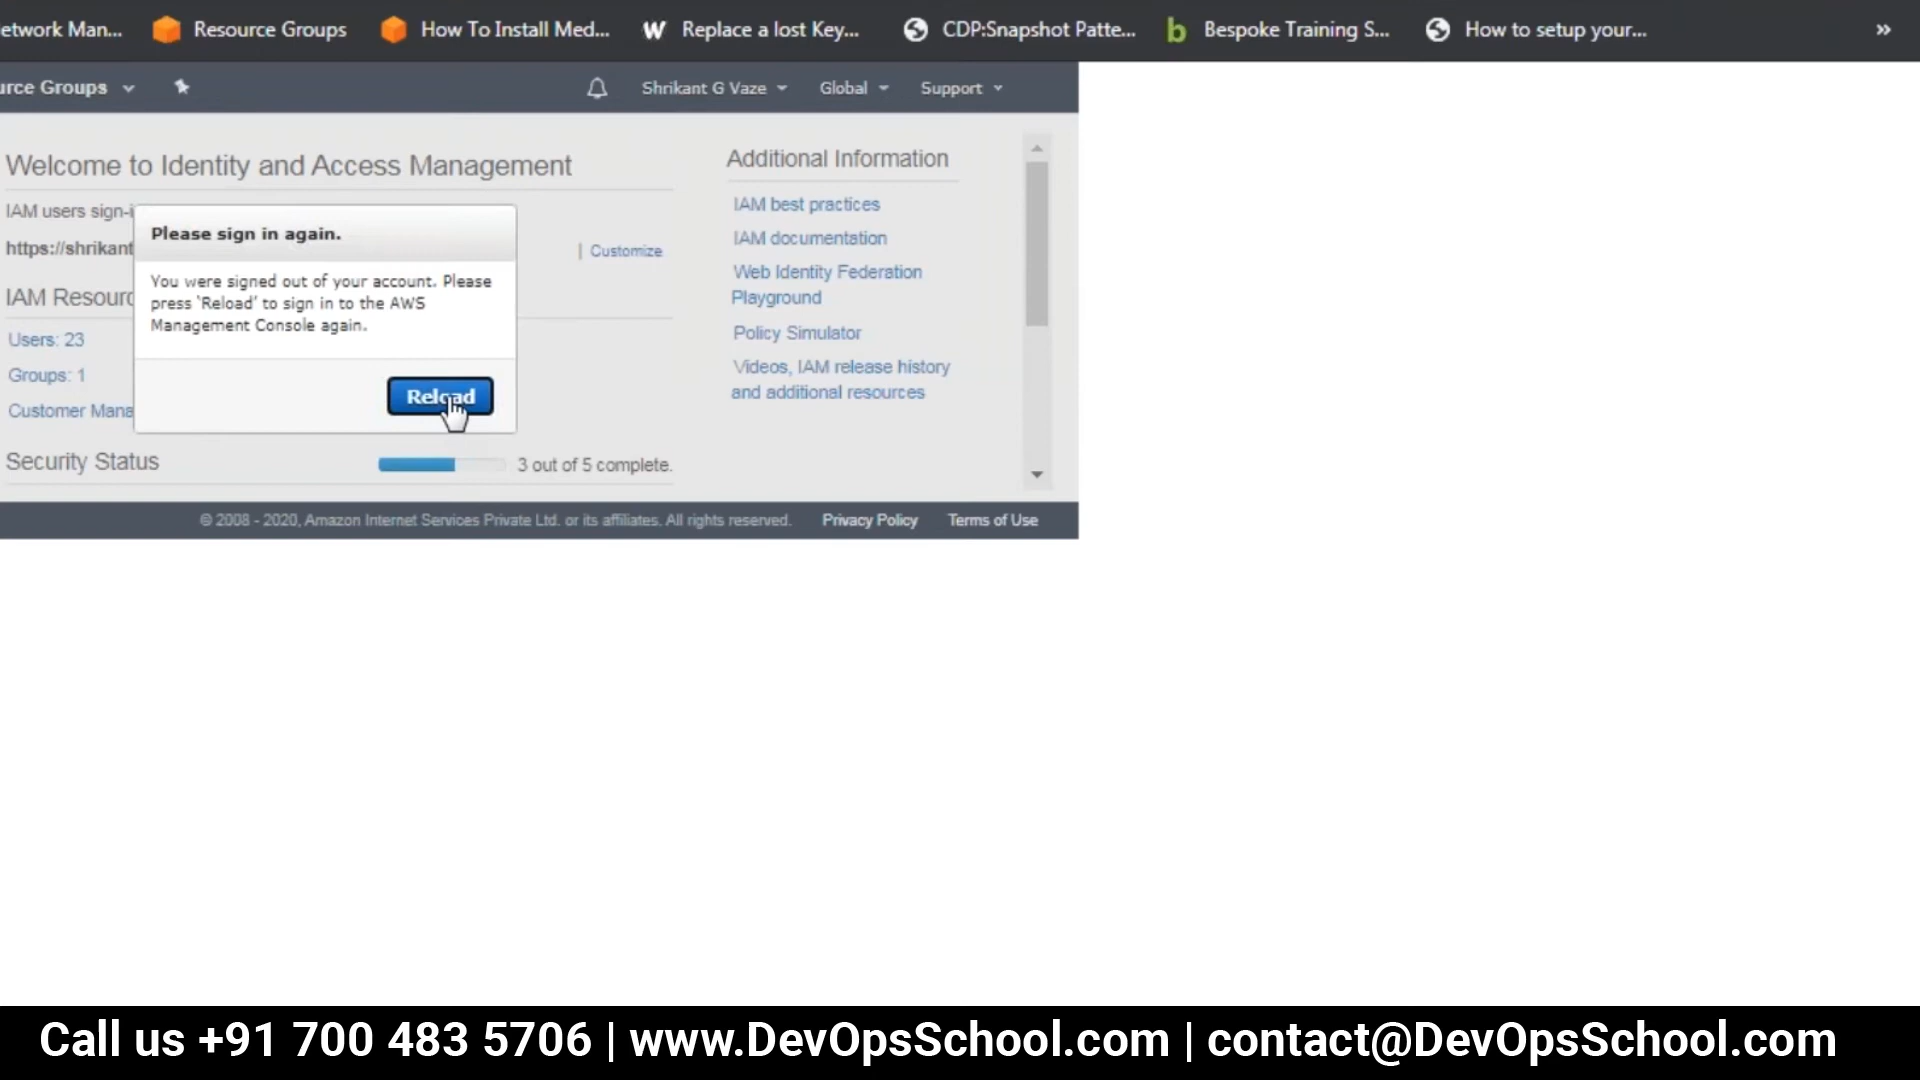 etwork Man...
Resource Groups
How To Install Med...
W
Replace a lost Key...
CDP:Snapshot Patte...
b
Bespoke Training S...
How to setup your...
»
urce Groups
Shrikant G Vaze
Global
Support
Welcome to Identity and Access Management
IAM users sign-i
https://shrikant
| Customize
IAM Resourc
Users: 23
Groups: 1
Customer Mana
Please sign in again.
You were signed out of your account. Please
press 'Reload' to sign in to the AWS
Management Console again.
Reload
Security Status
3 out of 5 complete.
Additional Information
IAM best practices
IAM documentation
Web Identity Federation
Playground
Policy Simulator
Videos, IAM release history
and additional resources
© 2008 - 2020, Amazon Internet Services Private Ltd. or its affiliates. All rights reserved.
Privacy Policy
Terms of Use
Call us +91 700 483 5706 | www.DevOpsSchool.com | contact@DevOpsSchool.com